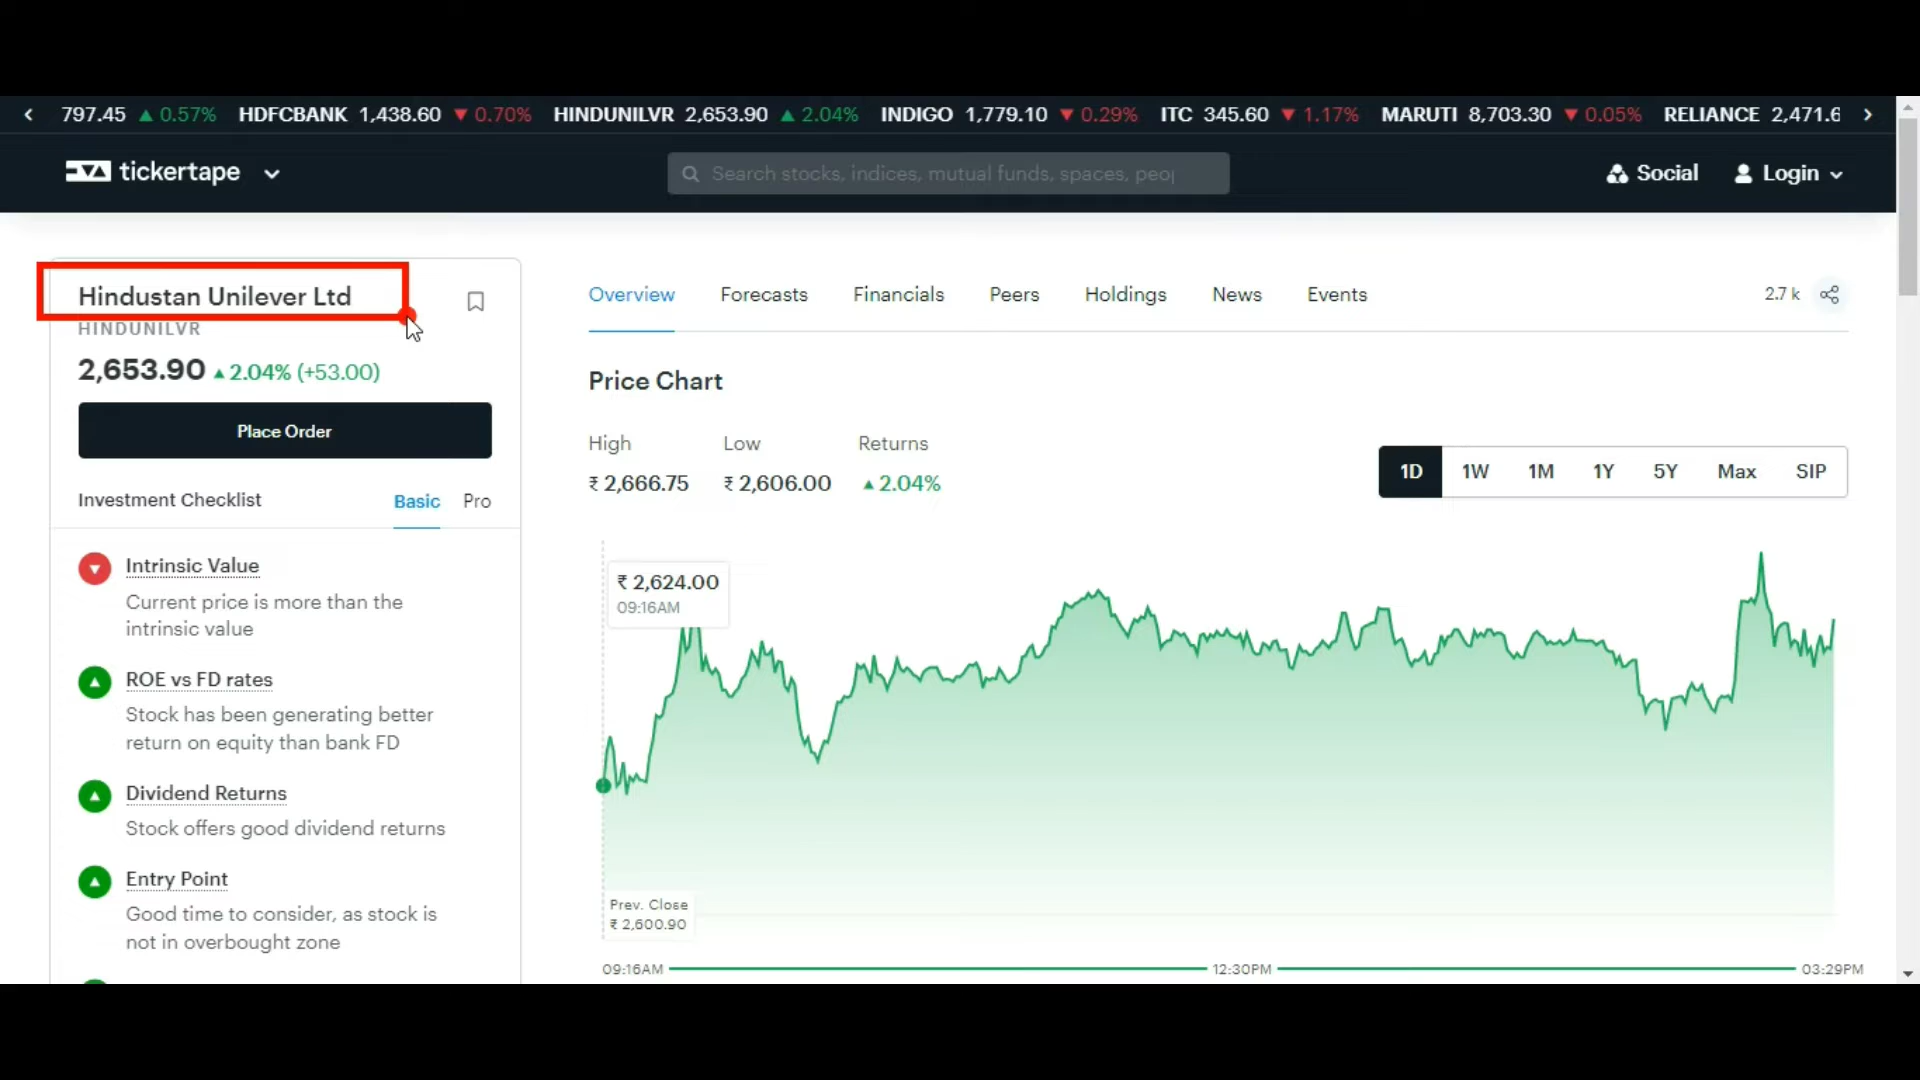 797.45 ▲ 0.57% HDFCBANK 1,438.60 ▼ 0.70% HINDUNILVR 2,653.90 ▲ 2.04% INDIGO 1,779.10 ▼ 0.29% ITC 345.60 ▼ 1.17% MARUTI 8,703.30 ▼ 0.05% RELIANCE 2,471.6
tickertape
Search stocks, indices, mutual funds, spaces, peo
Social
Login
Hindustan Unilever Ltd
HINDUNILVR
2,653.90 ▲ 2.04% (+53.00)
Place Order
Investment Checklist
Basic
Pro
Intrinsic Value
Current price is more than the
intrinsic value
ROE vs FD rates
Stock has been generating better
return on equity than bank FD
Dividend Returns
Stock offers good dividend returns
Entry Point
Good time to consider, as stock is
not in overbought zone
Overview Forecasts Financials Peers Holdings News Events
2.7 k
Price Chart
High Low Returns
₹ 2,666.75 ₹ 2,606.00 ▲ 2.04%
1D 1W 1M 1Y 5Y Max SIP
₹ 2,624.00
09:16AM
Prev. Close
₹ 2,600.90
09:16AM 12:30PM 03:29PM